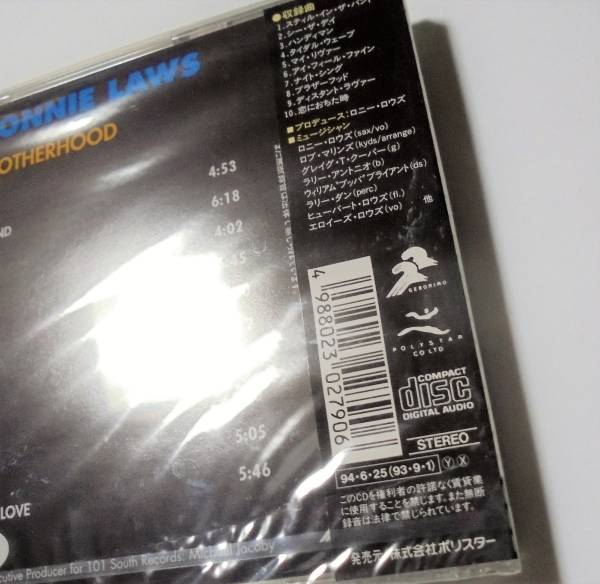 ONNIE LAWS
OTHERHOOD
4:53
6:18
4:02
:45
5:05
5:46
ND
LOVE
cutive Producer for 101 South Records: Michael Jacoby
●収録曲
1. スティル・イン・ザ・バンド
2. シー・ザ・デイ
3. ハンディマン
4. タイダル・ウェーブ
5. マイ・リヴァー
6. アイ・フィール・ファイン
7. ナイト・シング
8. ブラザーフッド
9. ディスタント・ラヴァー
10. 恋におちた時
■プロデュース:ロニー・ロウズ
■ミュージシャン
ロニー・ロウズ(sax/vo)
ロブ・マリンズ(kyds/arrange)
グレイグ・T・クーパー(g)
ラリー・アントニオ(b)
ウィリアム"ブッバ"ブライアント(ds)
ラリー・ダン(perc)
ヒューバート・ロウズ(fl.)
エロイーズ・ロウズ(vo) 他
GERONIMO
POLYSTAR
CO LTD
4 988023 027906
COMPACT
disc
DIGITAL AUDIO
STEREO
94・6・25(93・9・1) Y X
このCDを権利者の許諾なく賃貸業
に使用することを禁じます。また無断
録音は法律で禁じられています。
発売元 株式会社ポリスター